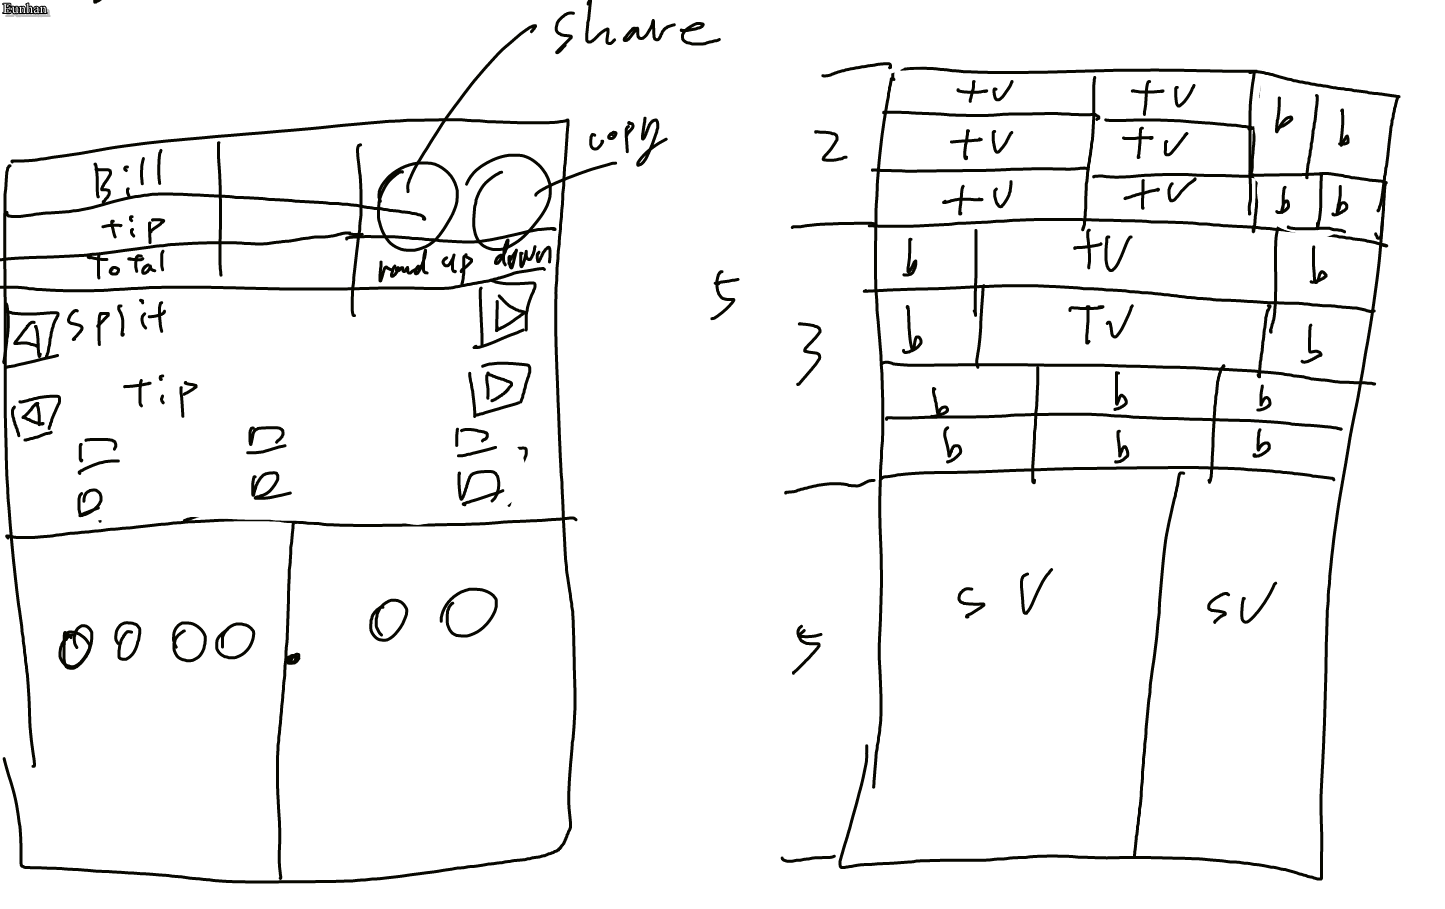 Eunhan
share
copy
Bill
tip
Total
round up down
split
tip
2
tv tv b b
tv tv
tv tv b b
5
b tv b
3
b TV b
b b b
b b b
5
SV SV